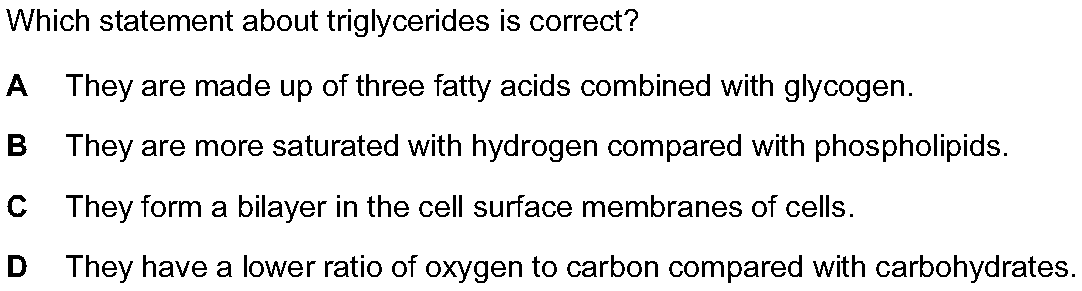 Which statement about triglycerides is correct?
A They are made up of three fatty acids combined with glycogen.
B They are more saturated with hydrogen compared with phospholipids.
C They form a bilayer in the cell surface membranes of cells.
D They have a lower ratio of oxygen to carbon compared with carbohydrates.